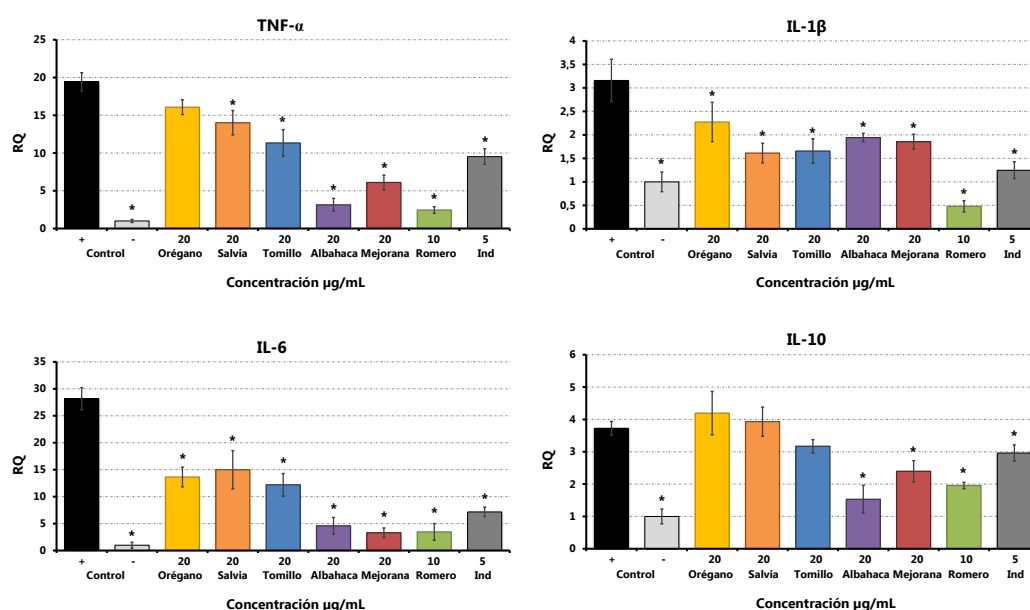 TNF-α
25
20
15
10
5
0
RQ
+ - 20 20 20 20 20 10 5
Control Orégano Salvia Tomillo Albahaca Mejorana Romero Ind
Concentración µg/mL
* * * * * * *
IL-1β
4
3,5
3
2,5
2
1,5
1
0,5
0
RQ
+ - 20 20 20 20 20 10 5
Control Orégano Salvia Tomillo Albahaca Mejorana Romero Ind
Concentración µg/mL
* * * * * * * *
IL-6
35
30
25
20
15
10
5
0
RQ
+ - 20 20 20 20 20 10 5
Control Orégano Salvia Tomillo Albahaca Mejorana Romero Ind
Concentración µg/mL
* * * * * * * *
IL-10
6
5
4
3
2
1
0
RQ
+ - 20 20 20 20 20 10 5
Control Orégano Salvia Tomillo Albahaca Mejorana Romero Ind
Concentración µg/mL
* * * * *